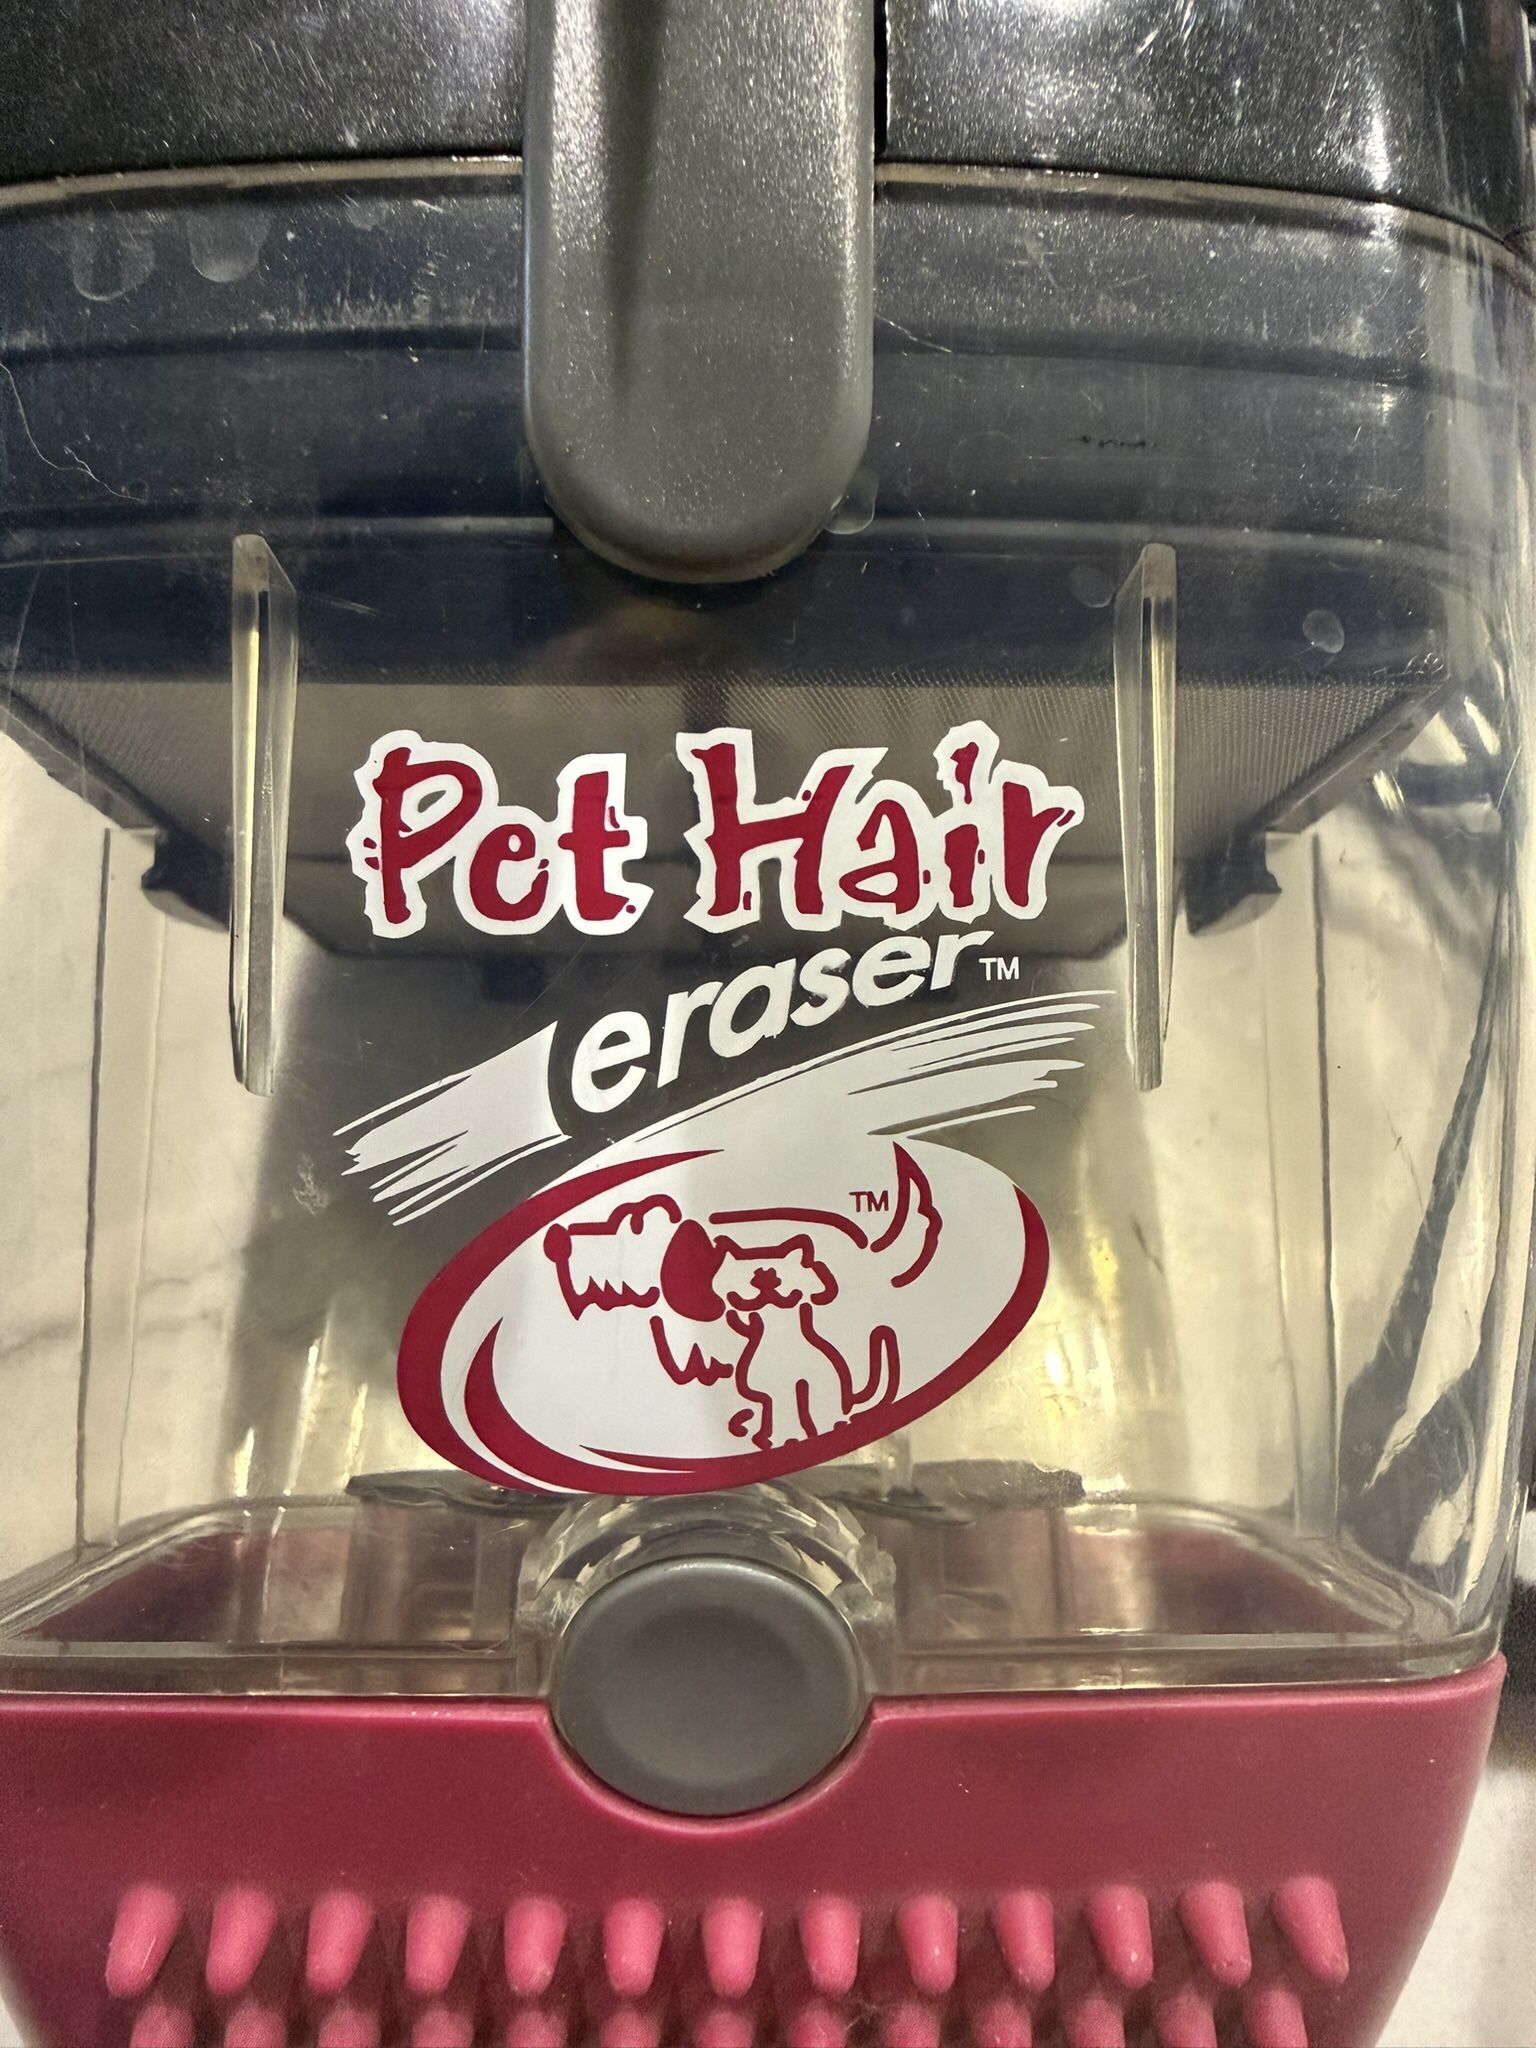 Pet Hair
eraser™
TM